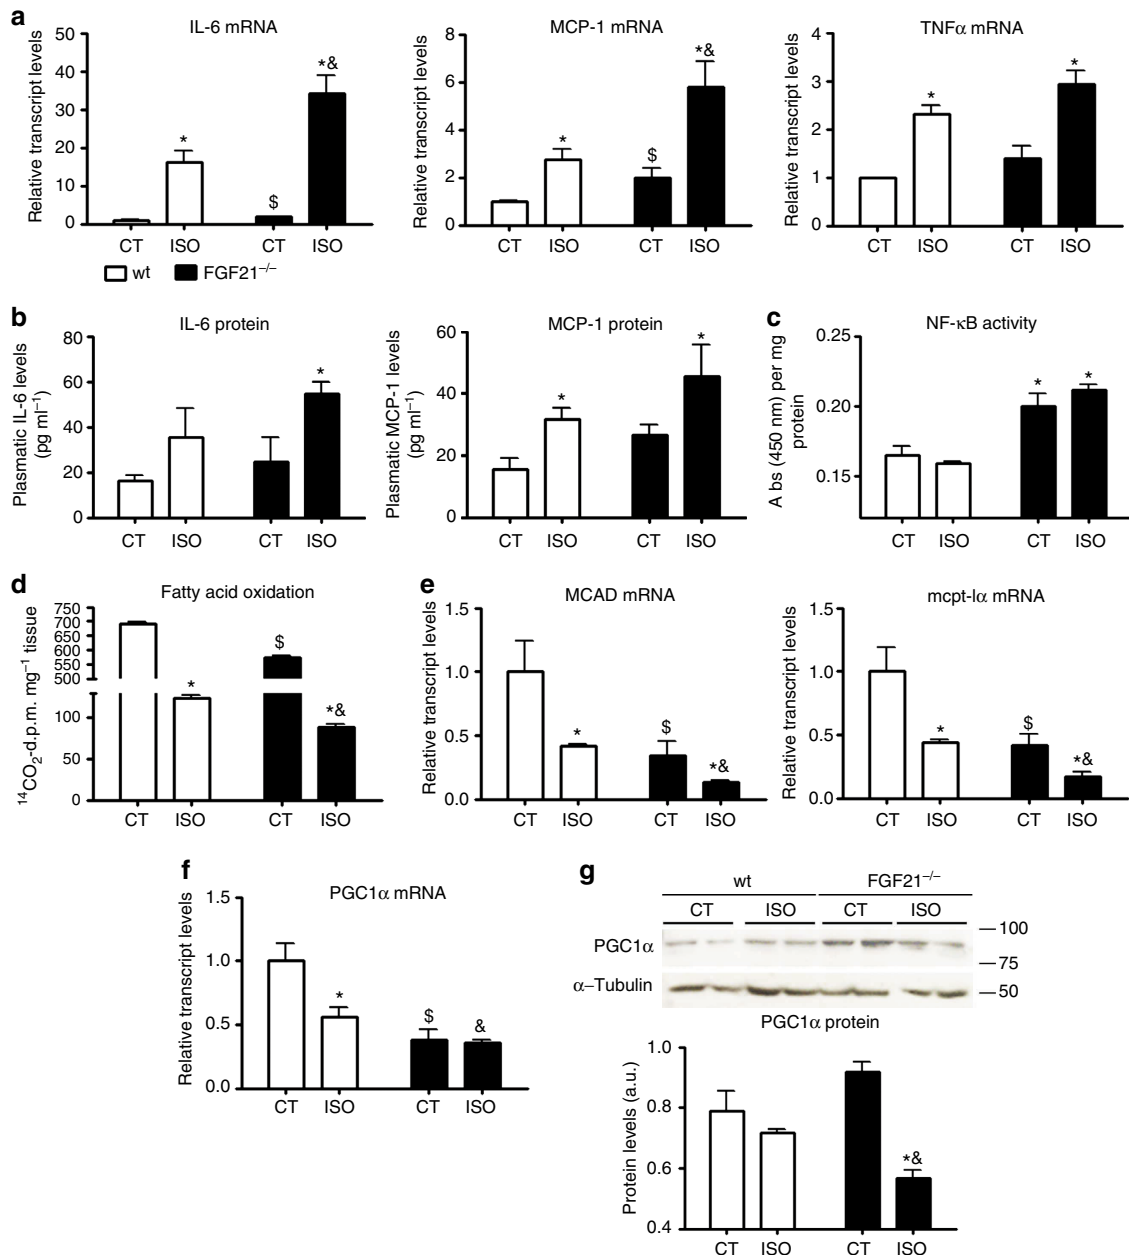 a
IL-6 mRNA
MCP-1 mRNA
TNFα mRNA
Relative transcript levels
50
40
30
20
10
0
*
$
*&
CT
ISO
CT
ISO
Relative transcript levels
8
6
4
2
0
*
$
*&
CT
ISO
CT
ISO
Relative transcript levels
4
3
2
1
0
*
*
CT
ISO
CT
ISO
wt
FGF21−/−
b
IL-6 protein
Plasmatic IL-6 levels
(pg ml−1)
80
60
40
20
0
*
CT
ISO
CT
ISO
MCP-1 protein
Plasmatic MCP-1 levels
(pg ml−1)
60
40
20
0
*
*
CT
ISO
CT
ISO
c
NF-κB activity
A bs (450 nm) per mg
protein
0.25
0.20
0.15
*
*
CT
ISO
CT
ISO
d
Fatty acid oxidation
14CO2-d.p.m. mg−1 tissue
750
700
650
600
550
500
100
50
0
*
$
*&
CT
ISO
CT
ISO
e
MCAD mRNA
Relative transcript levels
1.5
1.0
0.5
0.0
*
$
*&
CT
ISO
CT
ISO
mcpt-lα mRNA
Relative transcript levels
1.5
1.0
0.5
0.0
*
$
*&
CT
ISO
CT
ISO
f
PGC1α mRNA
Relative transcript levels
1.5
1.0
0.5
0.0
*
$
&
CT
ISO
CT
ISO
g
wt
FGF21−/−
CT
ISO
CT
ISO
PGC1α
α–Tubulin
100
75
50
PGC1α protein
Protein levels (a.u.)
1.0
0.8
0.6
0.4
*&
CT
ISO
CT
ISO